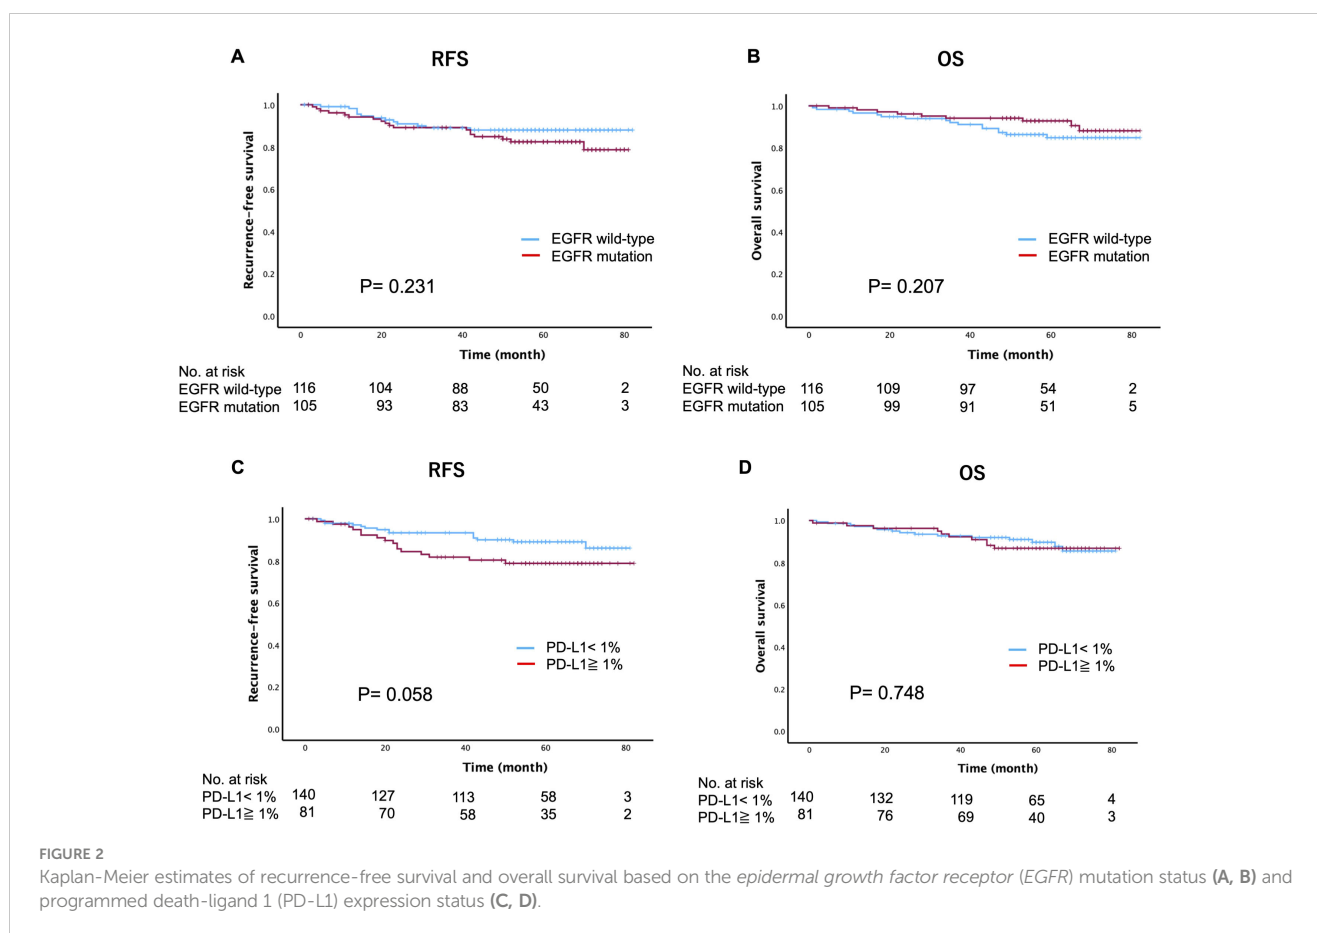 A
RFS
Recurrence-free survival
1.0
0.8
0.6
0.4
0.2
0.0
EGFR wild-type
EGFR mutation
P= 0.231
0 20 40 60 80
Time (month)
No. at risk
EGFR wild-type 116 104 88 50 2
EGFR mutation 105 93 83 43 3
B
OS
Overall survival
1.0
0.8
0.6
0.4
0.2
0.0
EGFR wild-type
EGFR mutation
P= 0.207
0 20 40 60 80
Time (month)
No. at risk
EGFR wild-type 116 109 97 54 2
EGFR mutation 105 99 91 51 5
C
RFS
Recurrence-free survival
1.0
0.8
0.6
0.4
0.2
0.0
PD-L1< 1%
PD-L1≧ 1%
P= 0.058
0 20 40 60 80
Time (month)
No. at risk
PD-L1< 1% 140 127 113 58 3
PD-L1≧ 1% 81 70 58 35 2
D
OS
Overall survival
1.0
0.8
0.6
0.4
0.2
0.0
PD-L1< 1%
PD-L1≧ 1%
P= 0.748
0 20 40 60 80
Time (month)
No. at risk
PD-L1< 1% 140 132 119 65 4
PD-L1≧ 1% 81 76 69 40 3
FIGURE 2
Kaplan-Meier estimates of recurrence-free survival and overall survival based on the epidermal growth factor receptor (EGFR) mutation status (A, B) and
programmed death-ligand 1 (PD-L1) expression status (C, D).